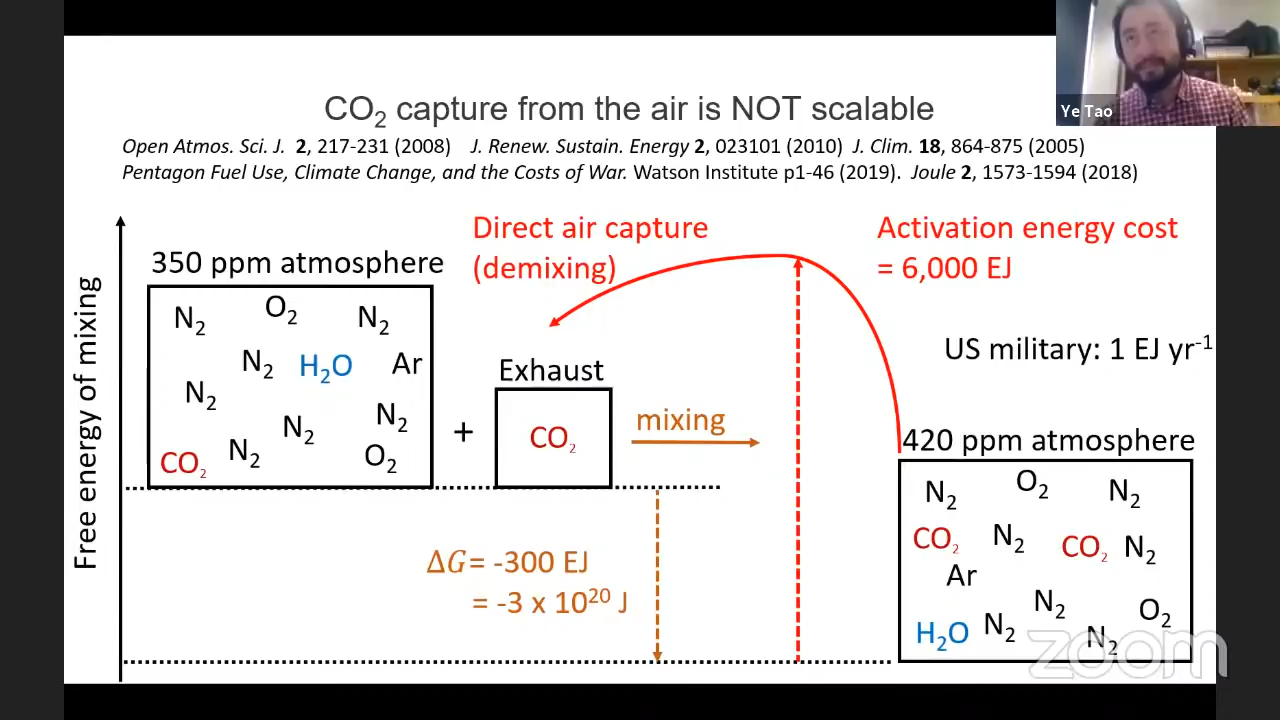 Ye Tao
CO₂ capture from the air is NOT scalable
Open Atmos. Sci. J. 2, 217-231 (2008) J. Renew. Sustain. Energy 2, 023101 (2010) J. Clim. 18, 864-875 (2005)
Pentagon Fuel Use, Climate Change, and the Costs of War. Watson Institute p1-46 (2019). Joule 2, 1573-1594 (2018)
Free energy of mixing
350 ppm atmosphere
N₂ O₂ N₂
N₂ H₂O Ar
N₂
N₂ N₂
CO₂ N₂ O₂
+
Direct air capture
(demixing)
Exhaust
CO₂
mixing
ΔG = -300 EJ
= -3 x 10²⁰ J
Activation energy cost
= 6,000 EJ
US military: 1 EJ yr⁻¹
420 ppm atmosphere
N₂ O₂ N₂
CO₂ N₂ CO₂ N₂
Ar
N₂ O₂
H₂O N₂ N₂
zoom